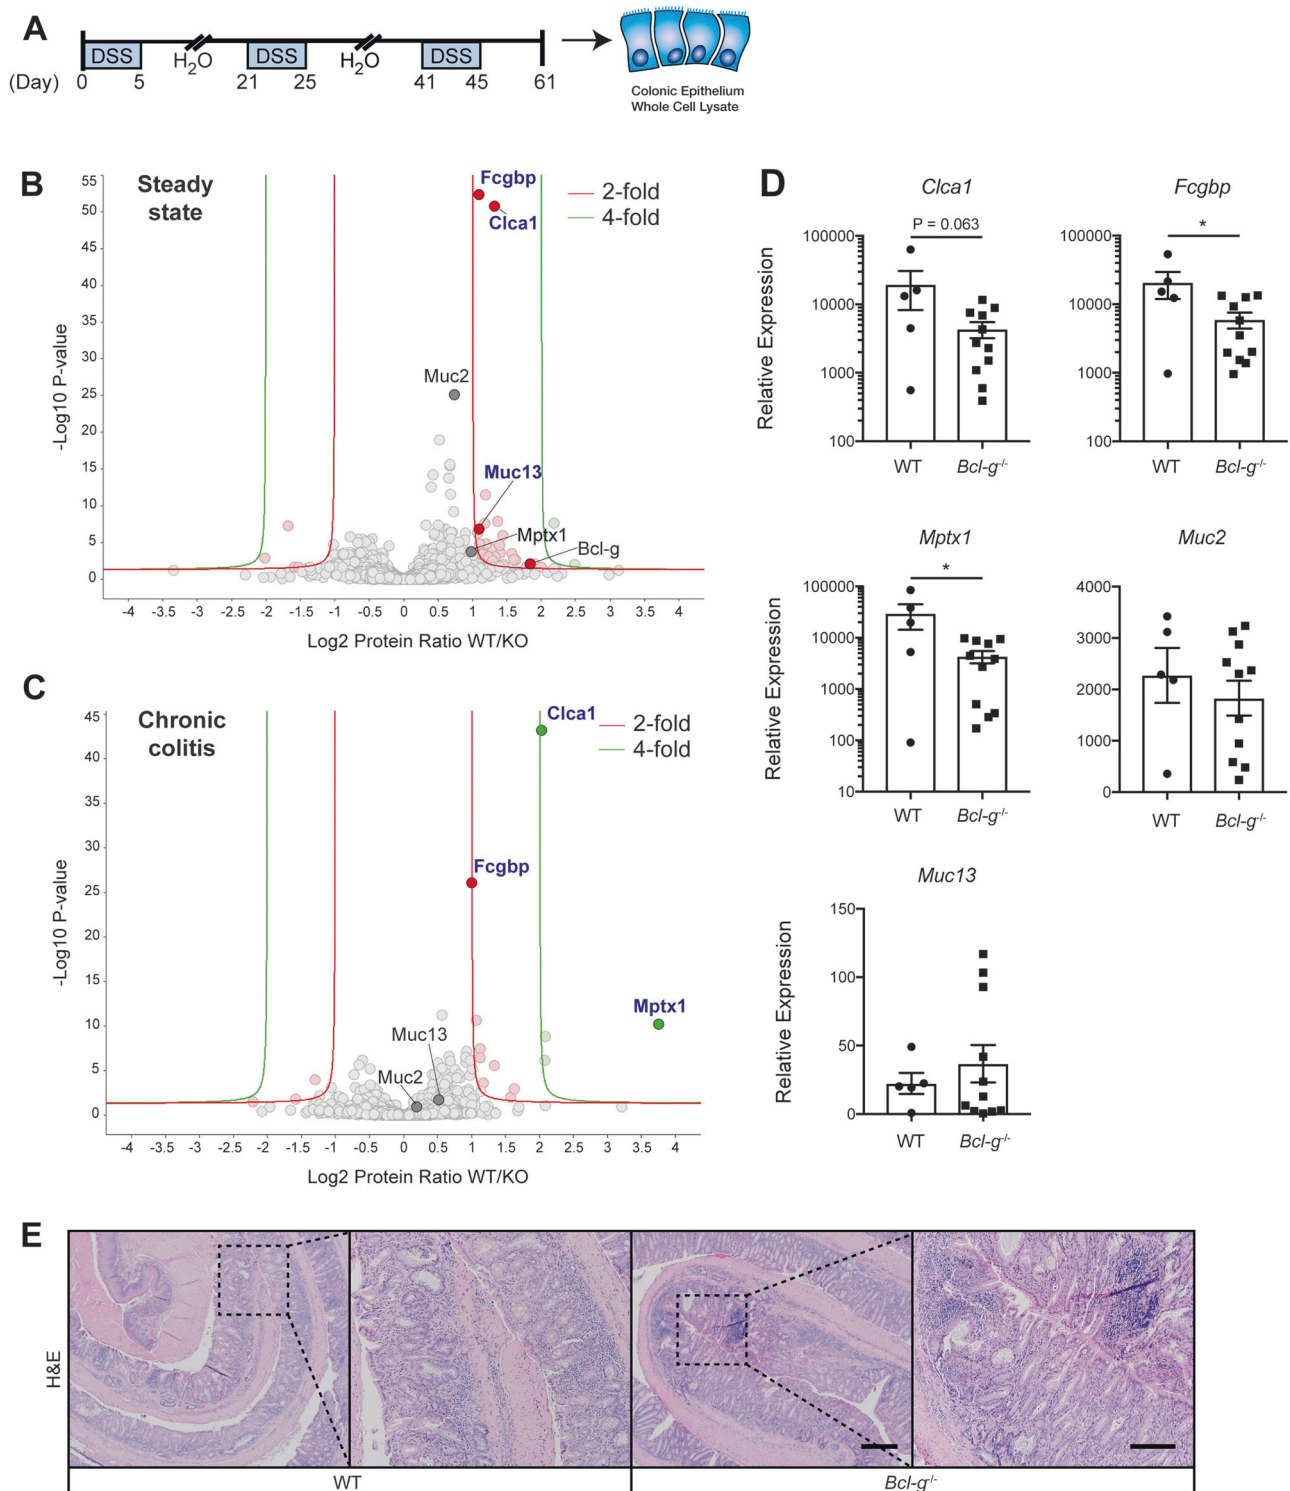 A
DSS
H2O
DSS
H2O
DSS
(Day)
0
5
21
25
41
45
61
Colonic Epithelium
Whole Cell Lysate
B
Steady
state
Fcgbp
Clca1
2-fold
4-fold
Muc2
Muc13
Mptx1
Bcl-g
-Log10 P-value
55
50
45
40
35
30
25
20
15
10
5
0
-4 -3.5 -3 -2.5 -2 -1.5 -1 -0.5 0 0.5 1 1.5 2 2.5 3 3.5 4
Log2 Protein Ratio WT/KO
C
Chronic
colitis
Clca1
2-fold
4-fold
Fcgbp
Mptx1
Muc13
Muc2
-Log10 P-value
45
40
35
30
25
20
15
10
5
0
-4 -3.5 -3 -2.5 -2 -1.5 -1 -0.5 0 0.5 1 1.5 2 2.5 3 3.5 4
Log2 Protein Ratio WT/KO
D
Clca1
P = 0.063
Relative Expression
100000
10000
1000
100
WT Bcl-g-/-
Fcgbp
*
100000
10000
1000
100
WT Bcl-g-/-
Mptx1
*
Relative Expression
100000
10000
1000
100
10
WT Bcl-g-/-
Muc2
4000
3000
2000
1000
0
WT Bcl-g-/-
Muc13
Relative Expression
150
100
50
0
WT Bcl-g-/-
E
H&E
WT
Bcl-g-/-